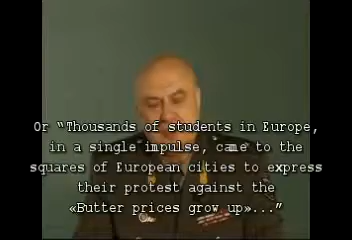 Or “Thousands of students in Europe,
in a single impulse, came to the
squares of European cities to express
their protest against the
«Butter prices grow up»...”